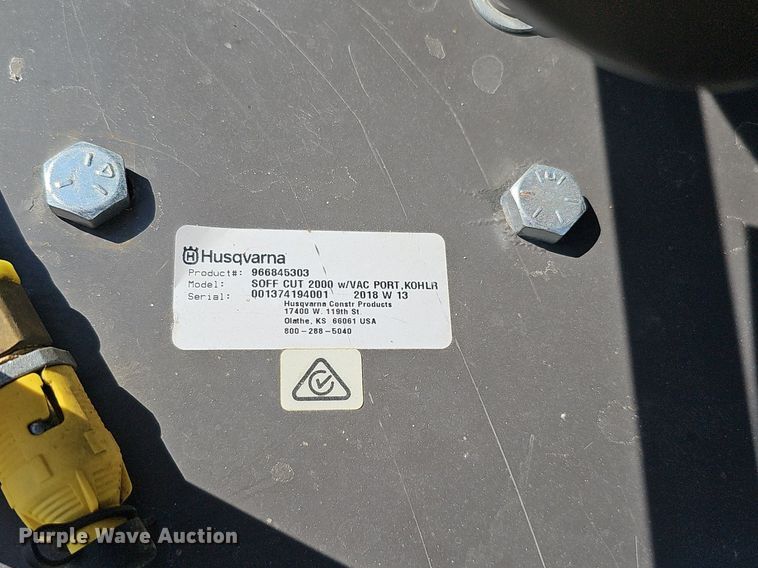 Husqvarna
Product#: 966845303
Model: SOFF CUT 2000 w/VAC PORT,KOHLR
Serial: 001374194001 2018 W 13
Husqvarna Constr Products
17400 W. 119th St.
Olathe, KS 66061 USA
800-288-5040
Purple Wave Auction